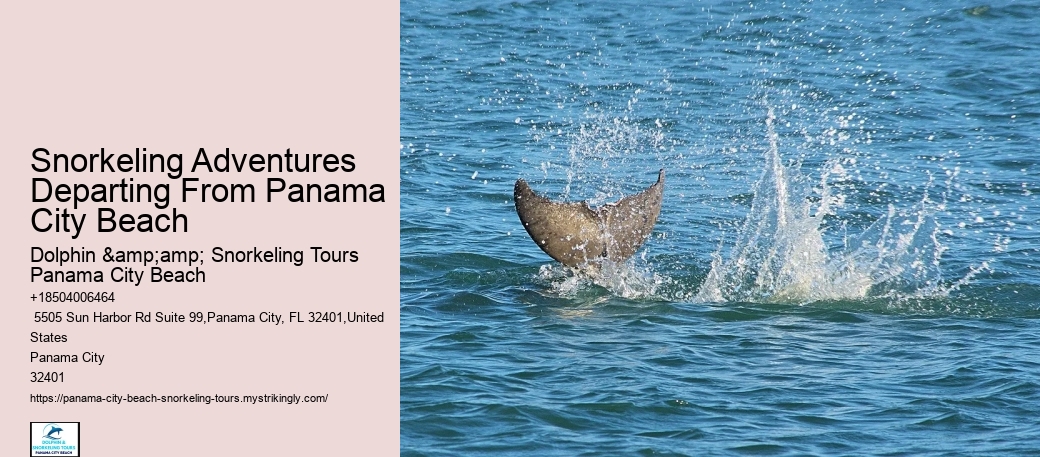 Snorkeling Adventures
Departing From Panama
City Beach
Dolphin &amp;amp; Snorkeling Tours
Panama City Beach
+18504006464
5505 Sun Harbor Rd Suite 99,Panama City, FL 32401,United
States
Panama City
32401
https://panama-city-beach-snorkeling-tours.mystrikingly.com/
DOLPHIN &
SNORKELING TOURS
PANAMA CITY BEACH